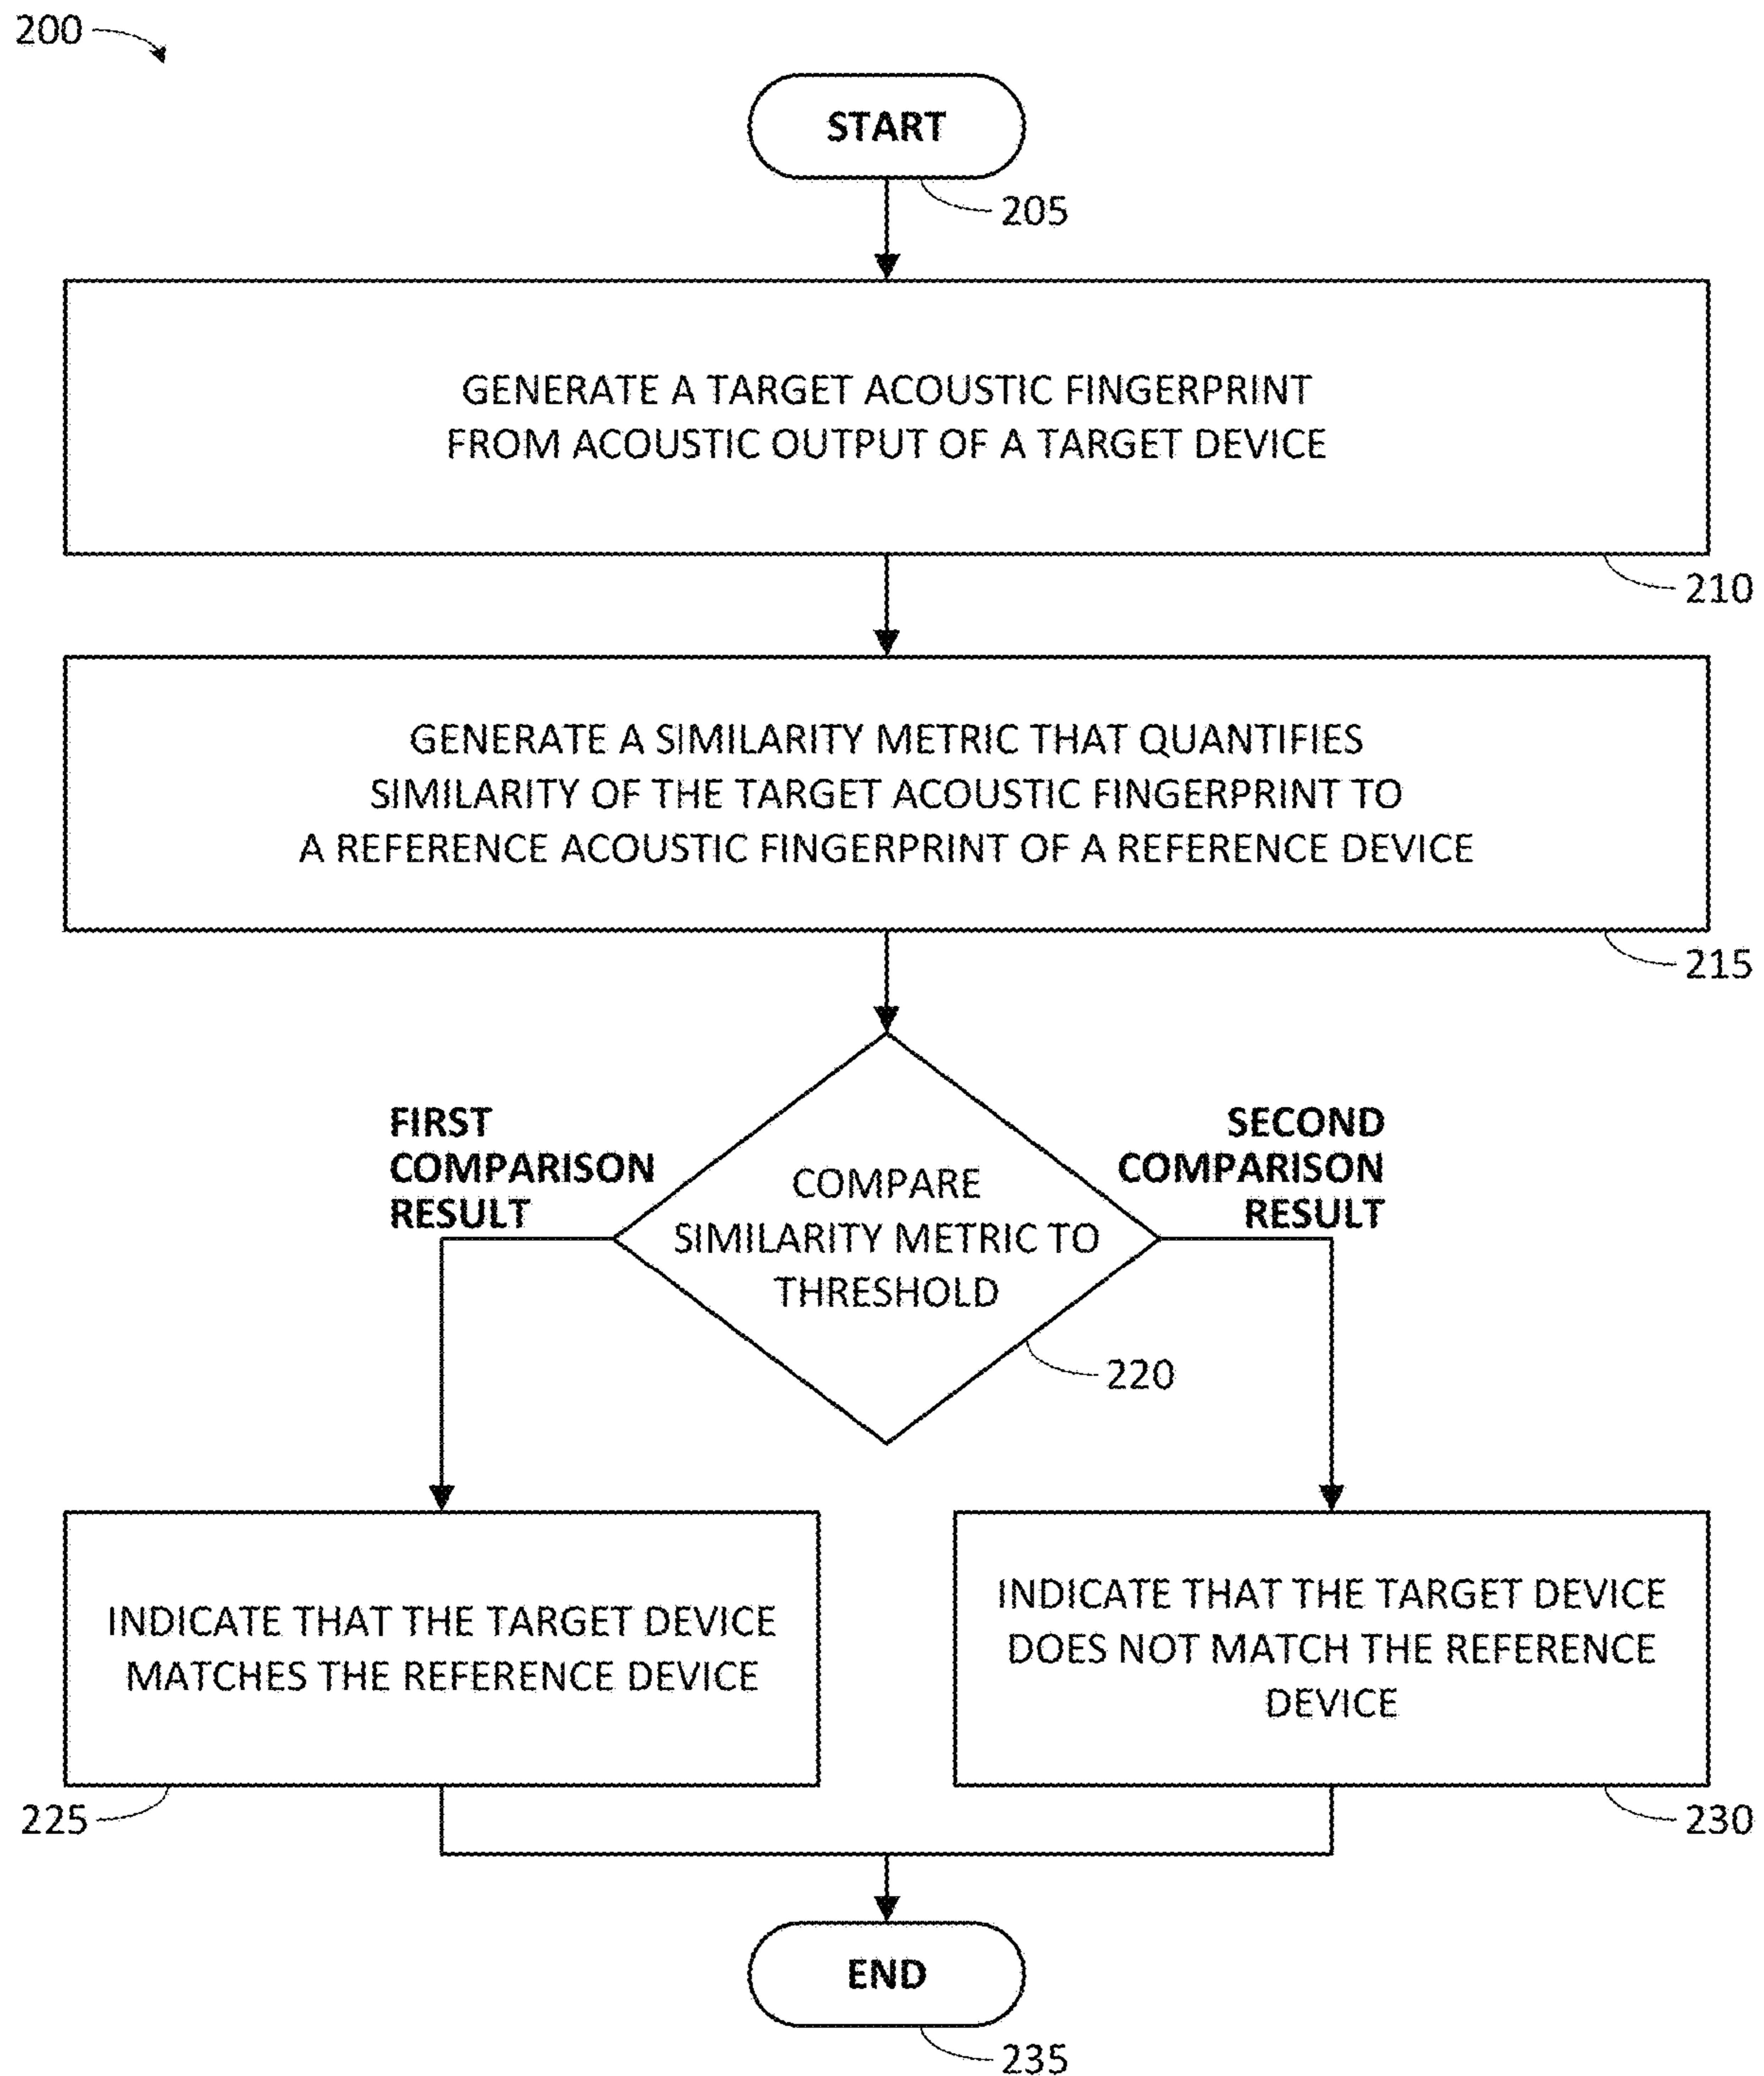 200
START
205
GENERATE A TARGET ACOUSTIC FINGERPRINT
FROM ACOUSTIC OUTPUT OF A TARGET DEVICE
210
GENERATE A SIMILARITY METRIC THAT QUANTIFIES
SIMILARITY OF THE TARGET ACOUSTIC FINGERPRINT TO
A REFERENCE ACOUSTIC FINGERPRINT OF A REFERENCE DEVICE
215
FIRST
COMPARISON
RESULT
COMPARE
SIMILARITY METRIC TO
THRESHOLD
SECOND
COMPARISON
RESULT
220
INDICATE THAT THE TARGET DEVICE
MATCHES THE REFERENCE DEVICE
225
INDICATE THAT THE TARGET DEVICE
DOES NOT MATCH THE REFERENCE
DEVICE
230
END
235